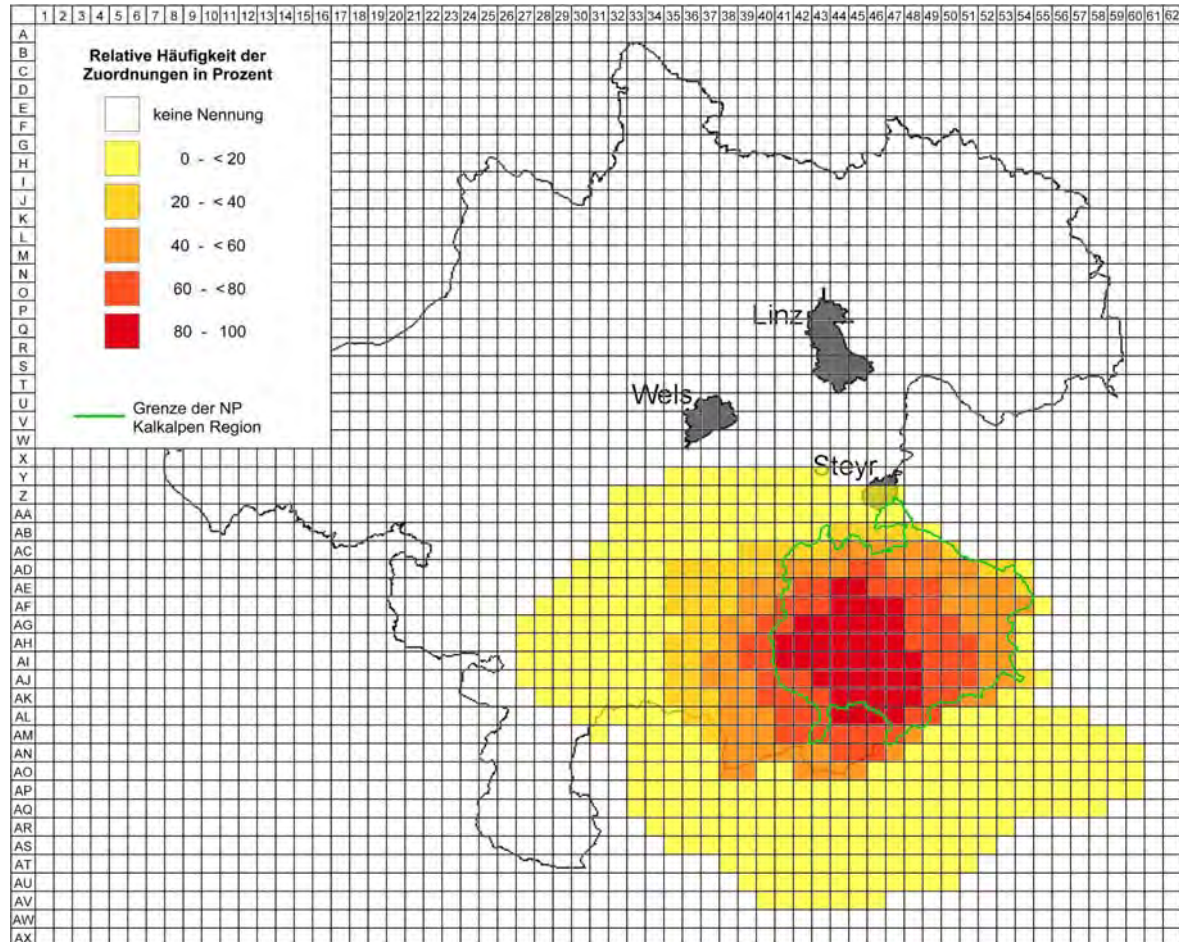 1 2 3 4 5 6 7 8 9 10 11 12 13 14 15 16 17 18 19 20 21 22 23 24 25 26 27 28 29 30 31 32 33 34 35 36 37 38 39 40 41 42 43 44 45 46 47 48 49 50 51 52 53 54 55 56 57 58 59 60 61 62
A
B
C
D
E
F
G
H
I
J
K
L
M
N
O
P
Q
R
S
T
U
V
W
X
Y
Z
AA
AB
AC
AD
AE
AF
AG
AH
AI
AJ
AK
AL
AM
AN
AO
AP
AQ
AR
AS
AT
AU
AV
AW
AX
Relative Häufigkeit der
Zuordnungen in Prozent
keine Nennung
0 - <20
20 - <40
40 - <60
60 - <80
80 - 100
Grenze der NP
Kalkalpen Region
Linz
Wels
Steyr